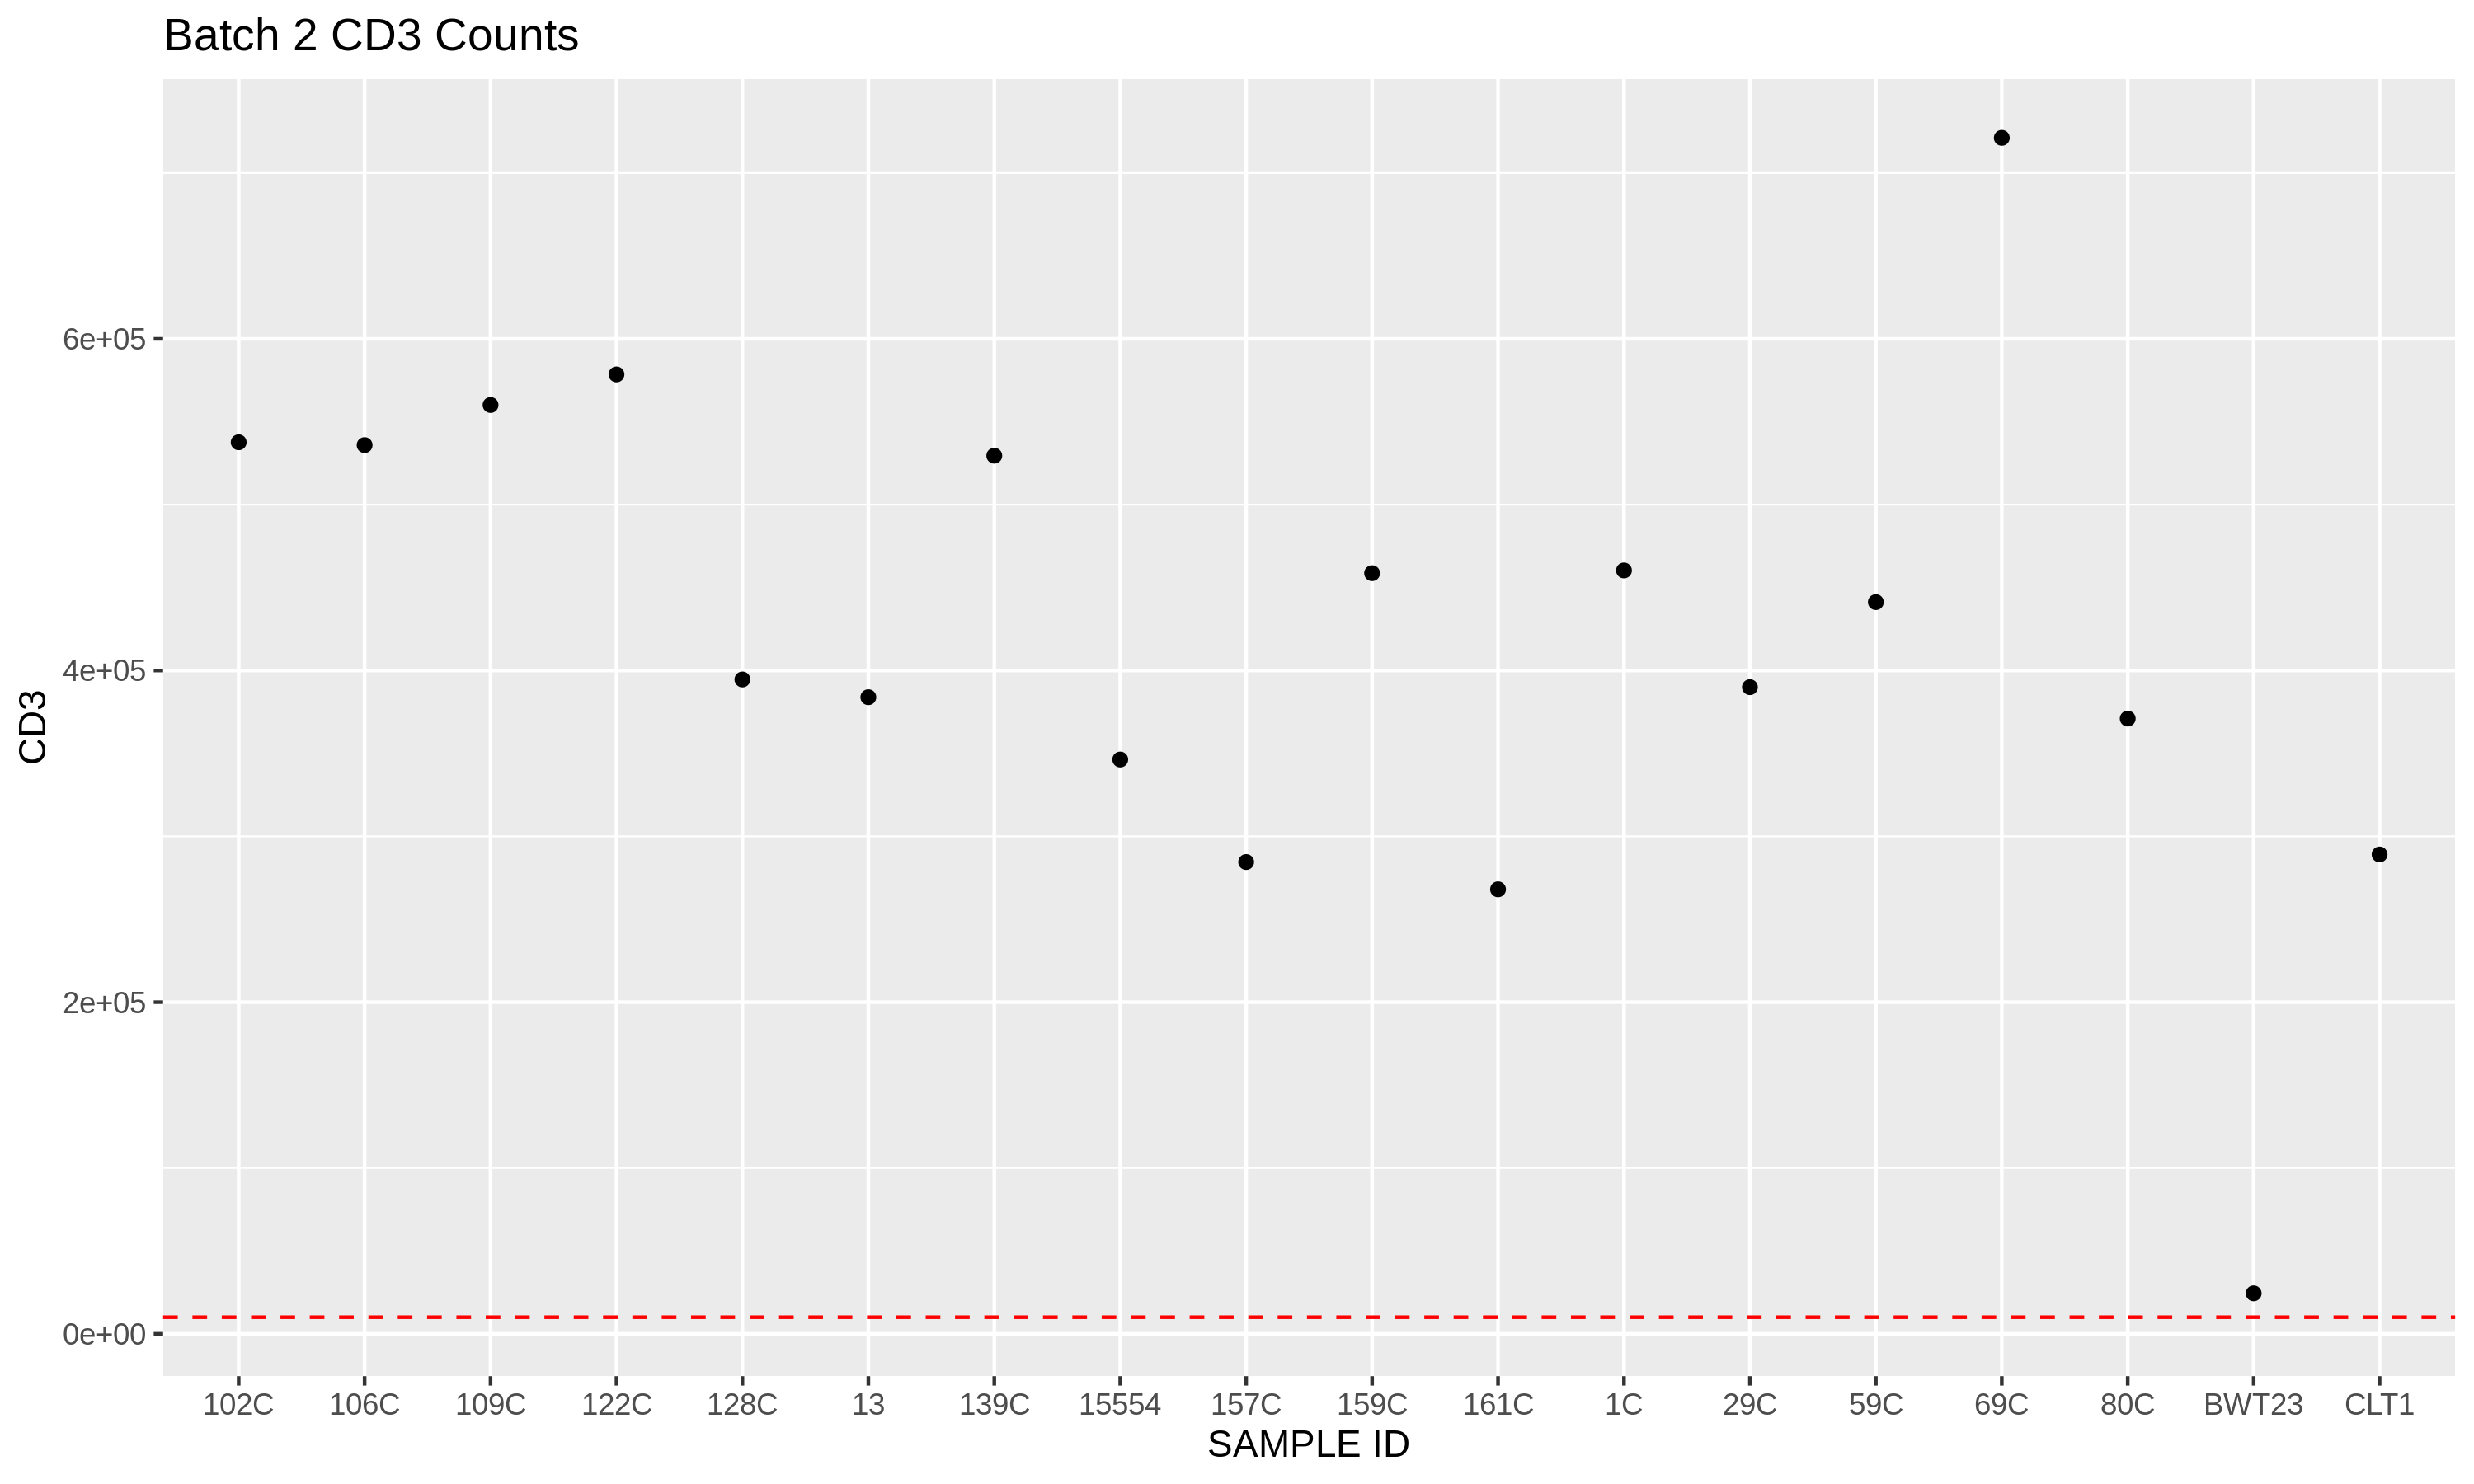 Batch 2 CD3 Counts
CD3
6e+05
4e+05
2e+05
0e+00
102C 106C 109C 122C 128C 13 139C 15554 157C 159C 161C 1C 29C 59C 69C 80C BWT23 CLT1
SAMPLE ID